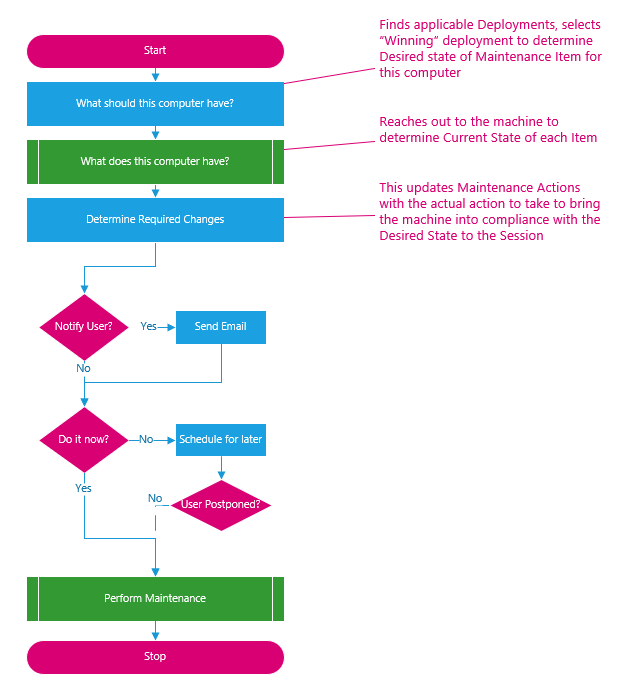 Start
Finds applicable Deployments, selects
“Winning” deployment to determine
Desired state of Maintenance Item for
this computer
What should this computer have?
Reaches out to the machine to
determine Current State of each Item
What does this computer have?
This updates Maintenance Actions
with the actual action to take to bring
the machine into compliance with the
Desired State to the Session
Determine Required Changes
Notify User?
Yes
Send Email
No
Do it now?
No
Schedule for later
Yes
No
User Postponed?
Perform Maintenance
Stop